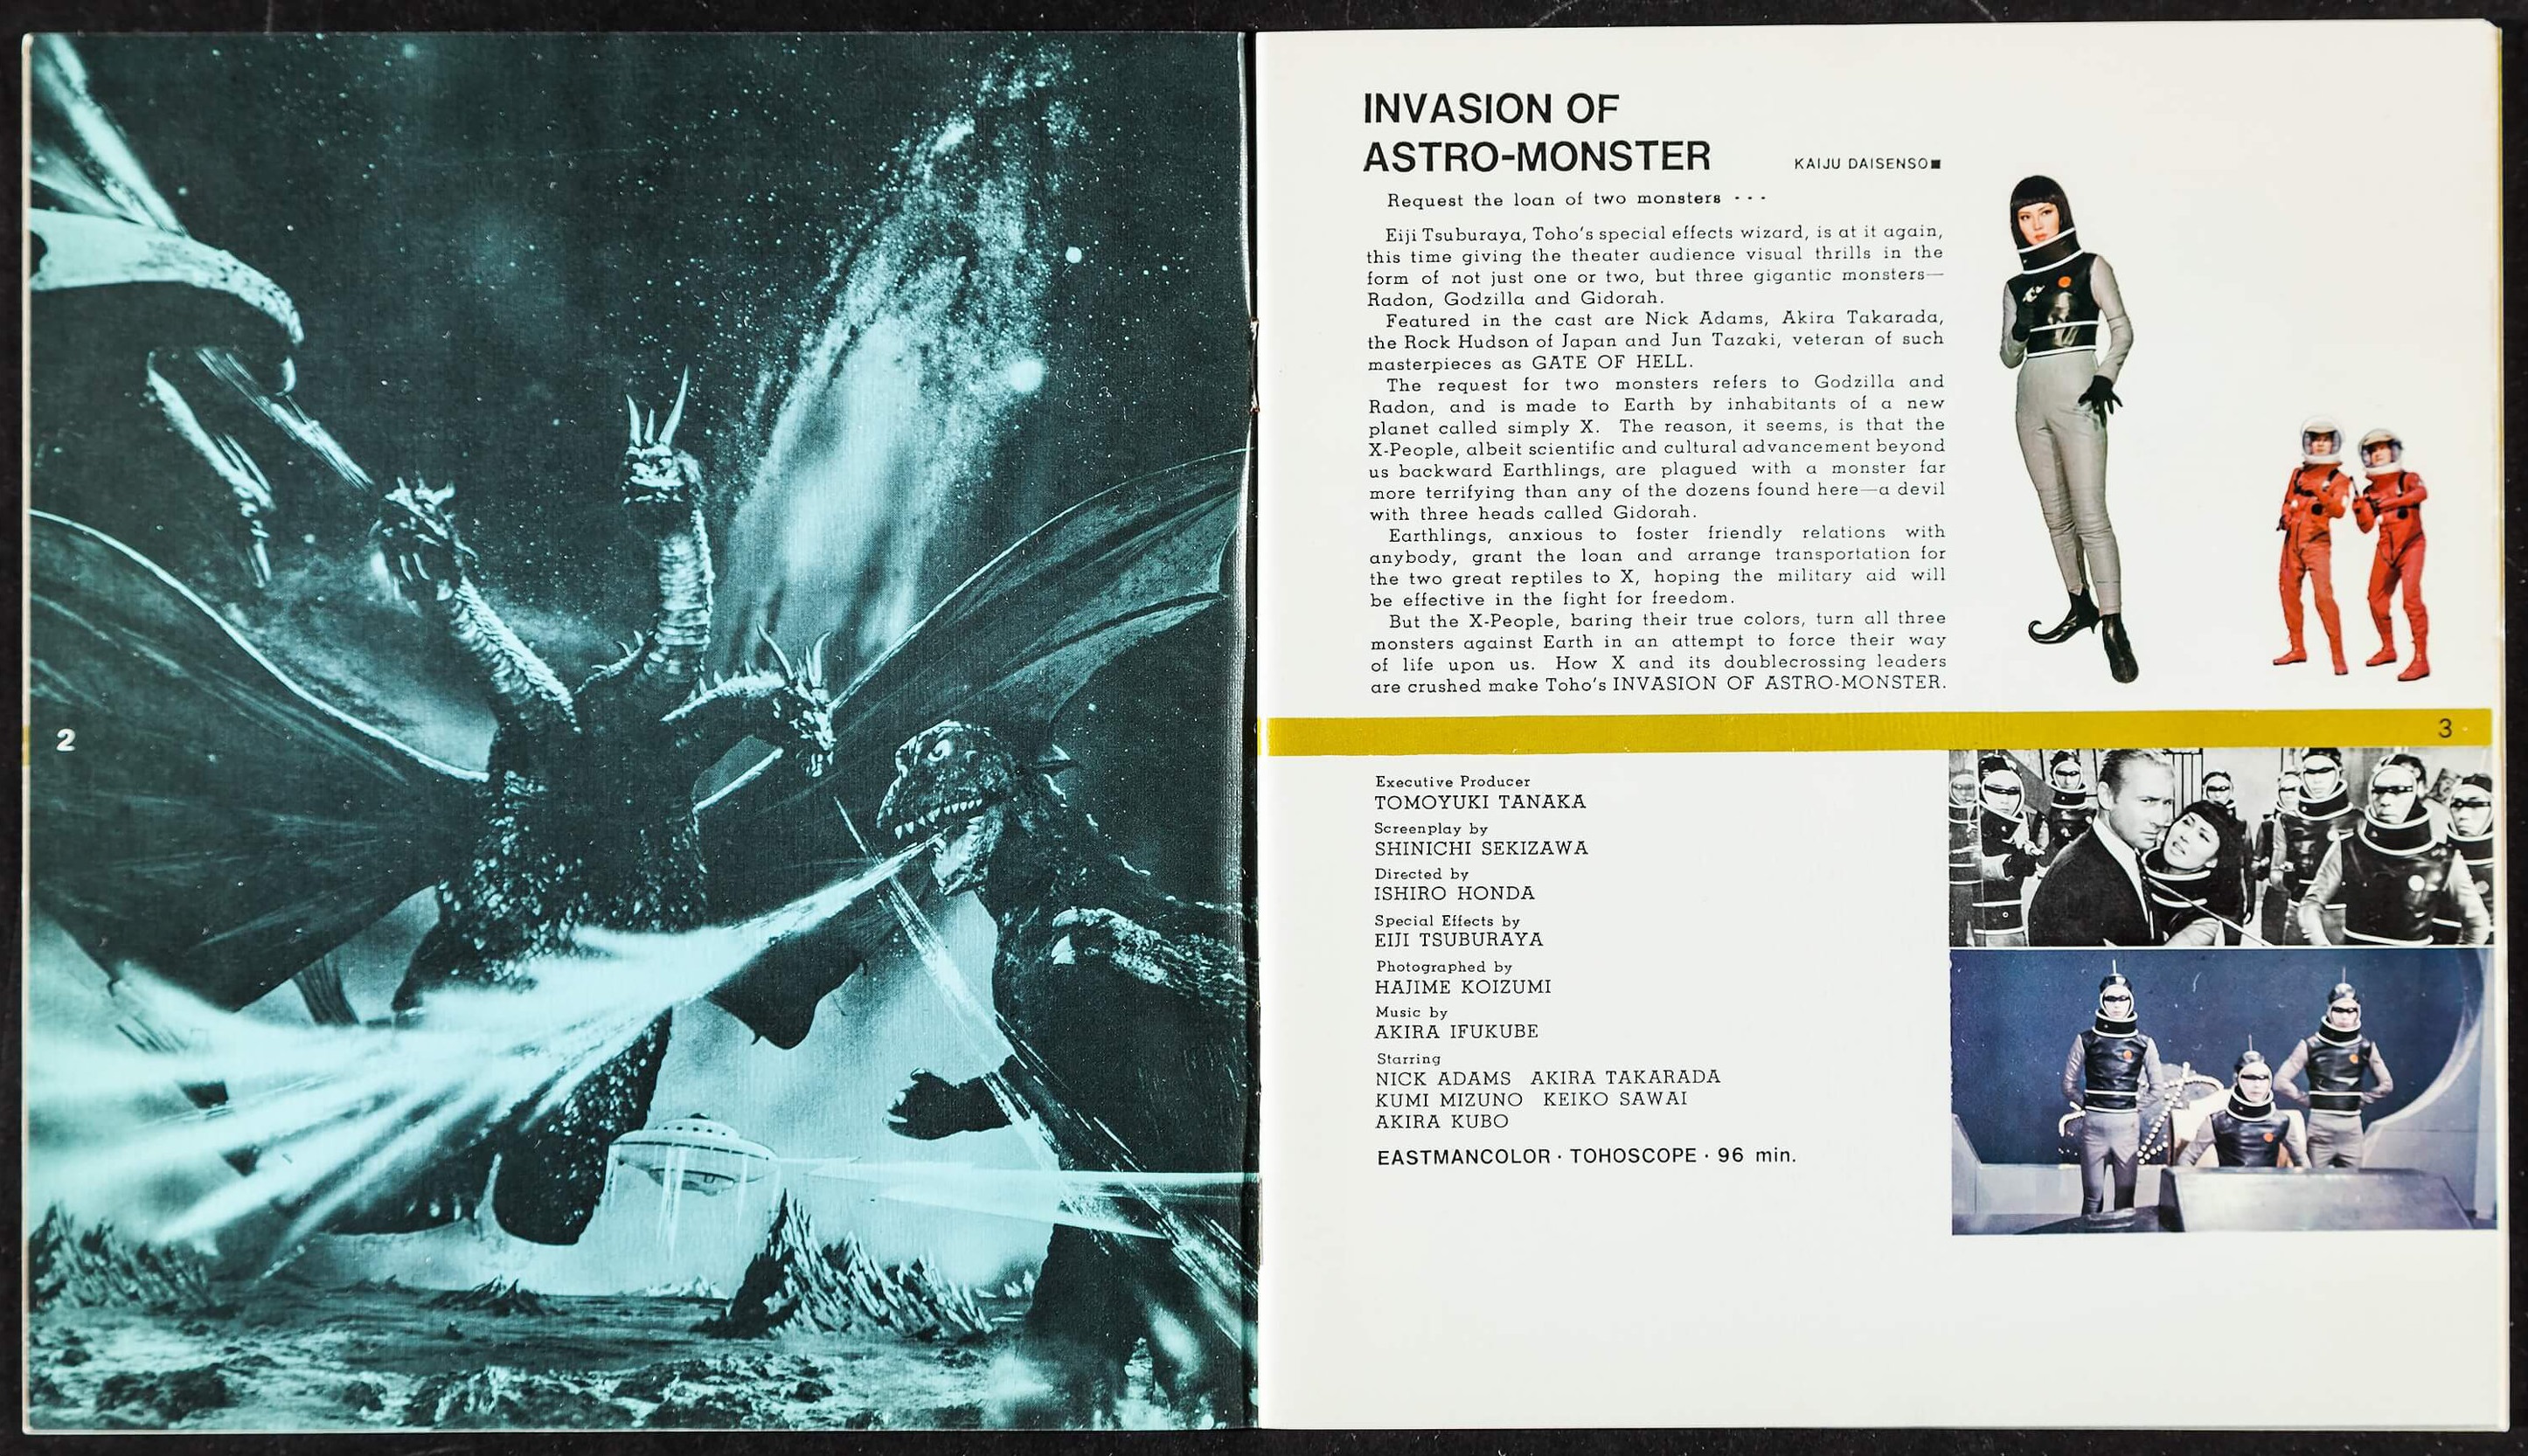 2
INVASION OF
ASTRO-MONSTER
KAIJU DAISENSO■
Request the loan of two monsters - - -
Eiji Tsuburaya, Toho's special effects wizard, is at it again,
this time giving the theater audience visual thrills in the
form of not just one or two, but three gigantic monsters—
Radon, Godzilla and Gidorah.
Featured in the cast are Nick Adams, Akira Takarada,
the Rock Hudson of Japan and Jun Tazaki, veteran of such
masterpieces as GATE OF HELL.
The request for two monsters refers to Godzilla and
Radon, and is made to Earth by inhabitants of a new
planet called simply X. The reason, it seems, is that the
X-People, albeit scientific and cultural advancement beyond
us backward Earthlings, are plagued with a monster far
more terrifying than any of the dozens found here—a devil
with three heads called Gidorah.
Earthlings, anxious to foster friendly relations with
anybody, grant the loan and arrange transportation for
the two great reptiles to X, hoping the military aid will
be effective in the fight for freedom.
But the X-People, baring their true colors, turn all three
monsters against Earth in an attempt to force their way
of life upon us. How X and its doublecrossing leaders
are crushed make Toho's INVASION OF ASTRO-MONSTER.
3
Executive Producer
TOMOYUKI TANAKA
Screenplay by
SHINICHI SEKIZAWA
Directed by
ISHIRO HONDA
Special Effects by
EIJI TSUBURAYA
Photographed by
HAJIME KOIZUMI
Music by
AKIRA IFUKUBE
Starring
NICK ADAMS AKIRA TAKARADA
KUMI MIZUNO KEIKO SAWAI
AKIRA KUBO
EASTMANCOLOR · TOHOSCOPE · 96 min.